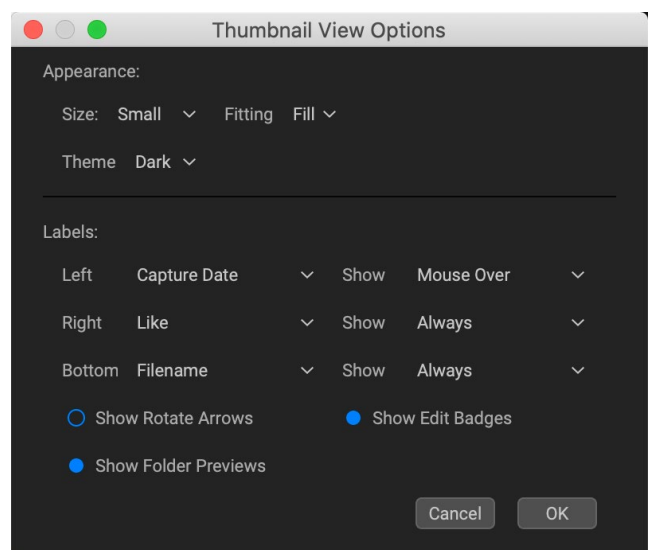 Thumbnail View Options
Appearance:
Size: Small Fitting Fill
Theme Dark
Labels:
Left Capture Date Show Mouse Over
Right Like Show Always
Bottom Filename Show Always
Show Rotate Arrows Show Edit Badges
Show Folder Previews
Cancel OK